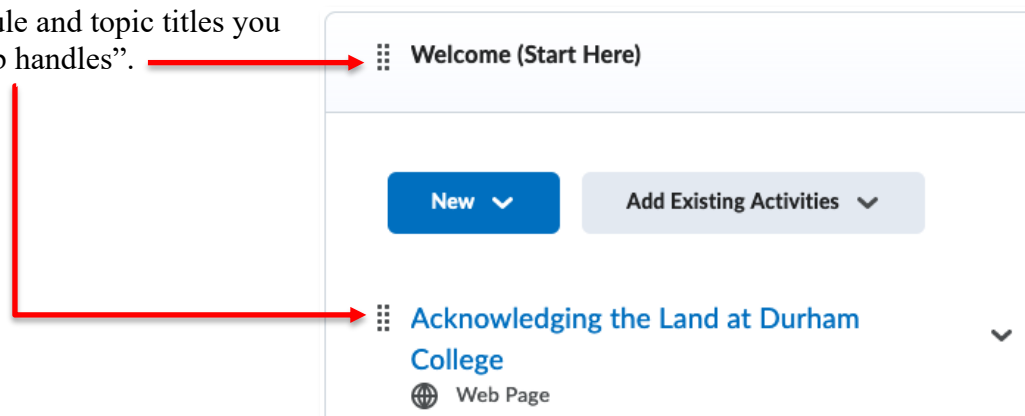 and topic titles you
handles”.
Welcome (Start Here)
New
Add Existing Activities
Acknowledging the Land at Durham
College
Web Page